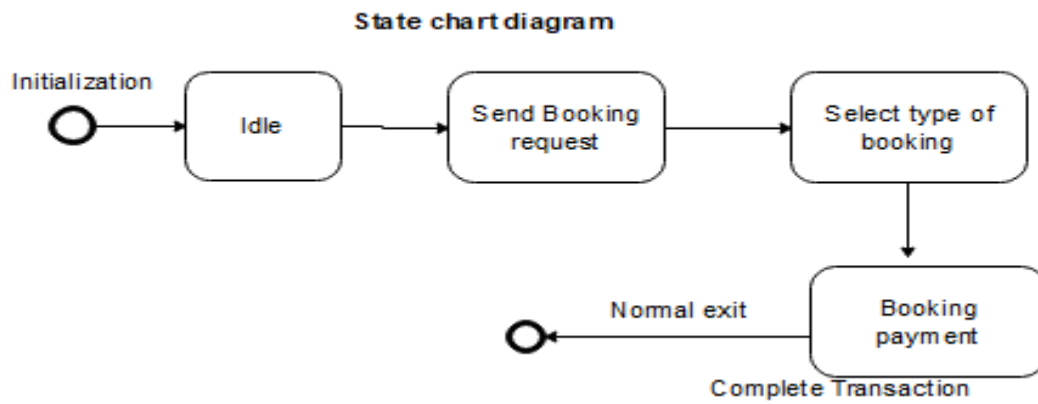 State chart diagram
Initialization
Idle
Send Booking
request
Select type of
booking
Normal exit
Booking
payment
Complete Transaction